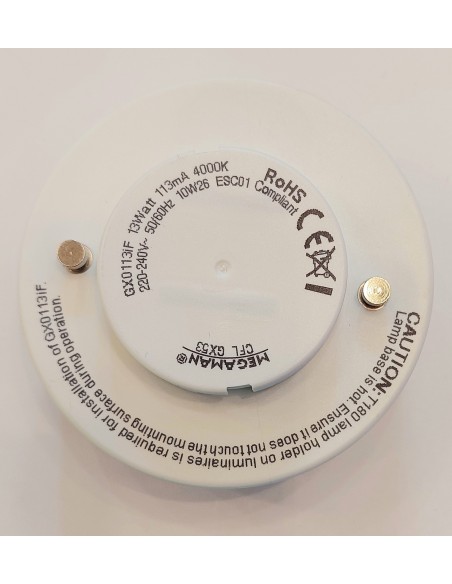 GX0113iF 13Watt 113mA 4000K
220-240V~ 50/60Hz 10W26 ESC01 Compliant
RoHS
CE
MEGAMAN®
CFL GX53
CAUTION: T180 lamp holder on luminaires is required for installation of GX0113iF.
Lamp base is hot. Ensure it does not touch the mounting surface during operation.